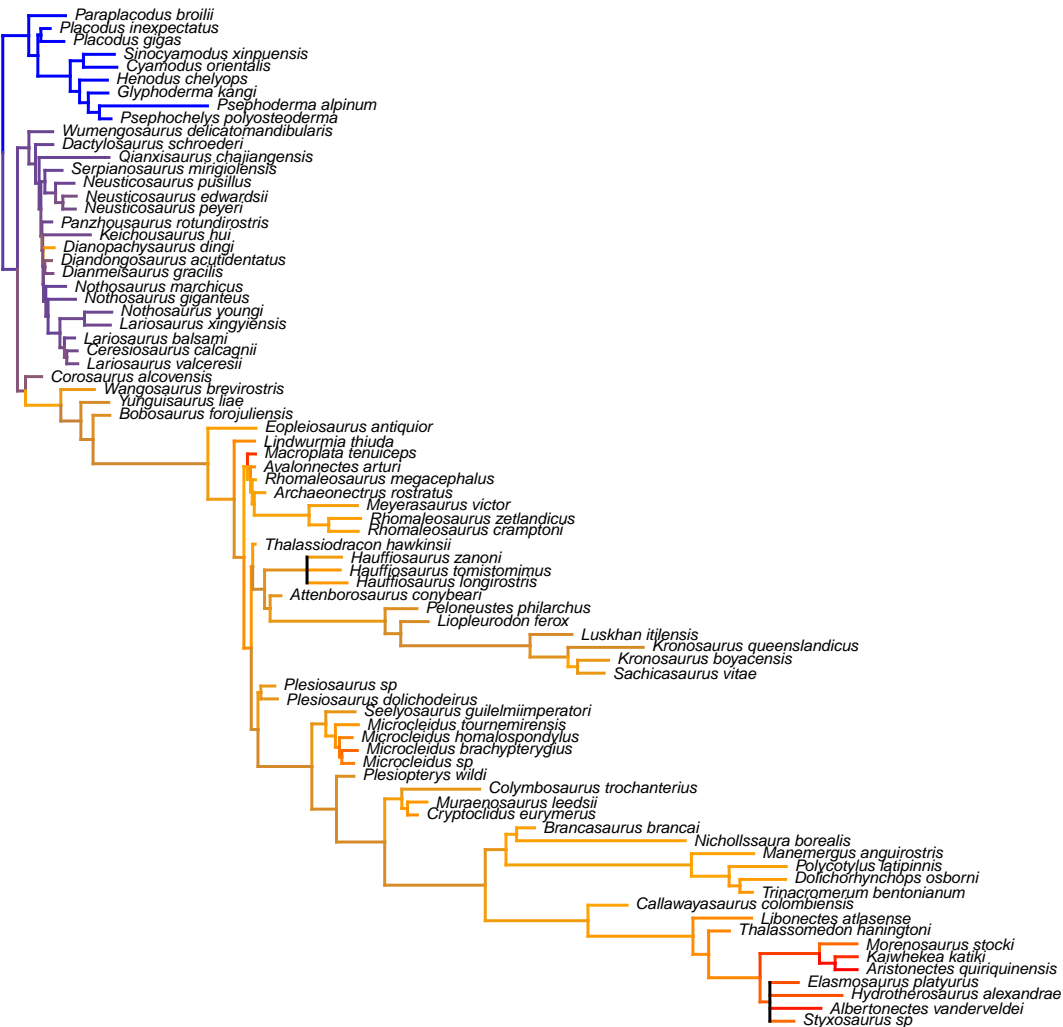 Paraplacodus broilii
Placodus inexpectatus
Placodus gigas
Sinocyamodus xinpuensis
Cyamodus orientalis
Henodus chelyops
Glyphoderma kangi
Psephoderma alpinum
Psephochelys polyosteoderma
Wumengosaurus delicatomandibularis
Dactylosaurus schroederi
Qianxisaurus chajiangensis
Serpianosaurus mirigiolensis
Neusticosaurus pusillus
Neusticosaurus edwardsii
Neusticosaurus peyeri
Panzhousaurus rotundirostris
Keichousaurus hui
Dianopachysaurus dingi
Diandongosaurus acutidentatus
Dianmeisaurus gracilis
Nothosaurus marchicus
Nothosaurus giganteus
Nothosaurus youngi
Lariosaurus xingyiensis
Lariosaurus balsami
Ceresiosaurus calcagnii
Lariosaurus valceresii
Corosaurus alcovensis
Wangosaurus brevirostris
Yunguisaurus liae
Bobosaurus forojuliensis
Eopleiosaurus antiquior
Lindwurmia thiuda
Macroplata tenuiceps
Avalonnectes arturi
Rhomaleosaurus megacephalus
Archaeonectrus rostratus
Meyerasaurus victor
Rhomaleosaurus zetlandicus
Rhomaleosaurus cramptoni
Thalassiodracon hawkinsii
Hauffiosaurus zanoni
Hauffiosaurus tomistomimus
Hauffiosaurus longirostris
Attenborosaurus conybeari
Peloneustes philarchus
Liopleurodon ferox
Luskhan itilensis
Kronosaurus queenslandicus
Kronosaurus boyacensis
Sachicasaurus vitae
Plesiosaurus sp
Plesiosaurus dolichodeirus
Seelyosaurus guilelmiimperatori
Microcleidus tournemirensis
Microcleidus homalospondylus
Microcleidus brachypterygius
Microcleidus sp
Plesiopterys wildi
Colymbosaurus trochanterius
Muraenosaurus leedsii
Cryptoclidus eurymerus
Brancasaurus brancai
Nichollssaura borealis
Manemergus anguirostris
Polycotylus latipinnis
Dolichorhynchops osborni
Trinacromerum bentonianum
Callawayasaurus colombiensis
Libonectes atlasense
Thalassomedon haningtoni
Morenosaurus stocki
Kaiwhekea katiki
Aristonectes quiriquinensis
Elasmosaurus platyurus
Hydrotherosaurus alexandrae
Albertonectes vanderveldei
Styxosaurus sp